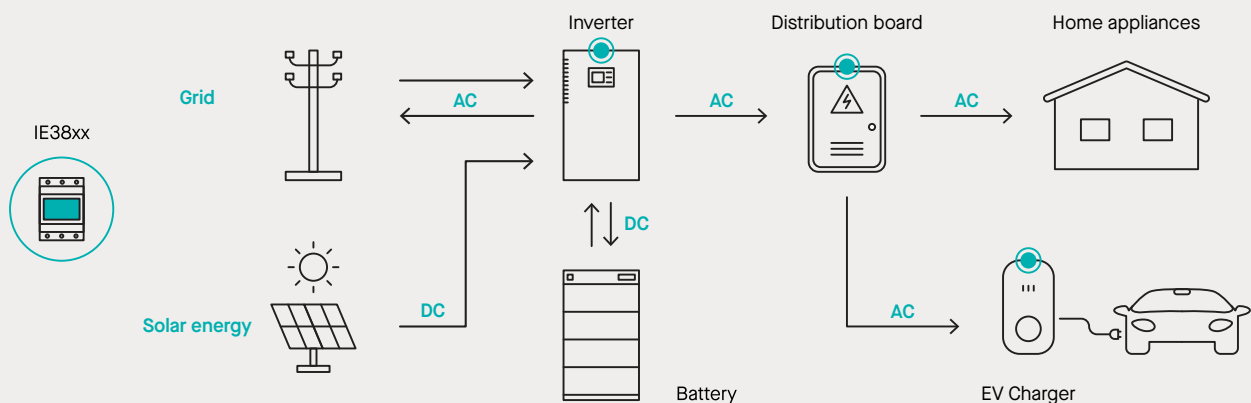 Inverter
Distribution board
Home appliances
Grid
AC
AC
AC
IE38xx
DC
Solar energy
DC
AC
Battery
EV Charger